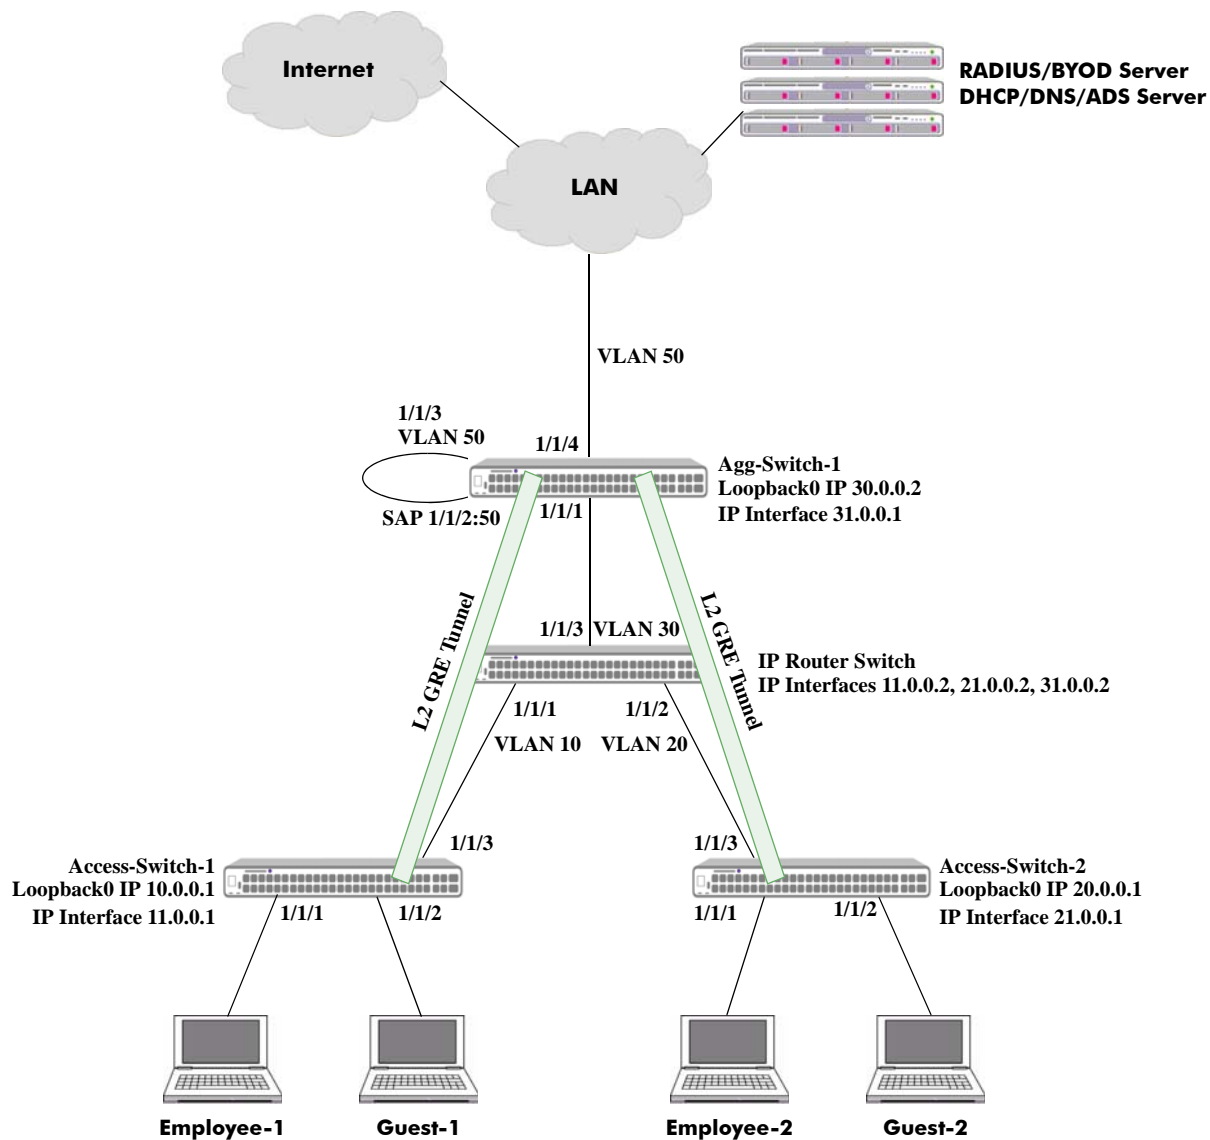 Internet
RADIUS/BYOD Server
DHCP/DNS/ADS Server
LAN
VLAN 50
1/1/3
VLAN 50
1/1/4
Agg-Switch-1
Loopback0 IP 30.0.0.2
IP Interface 31.0.0.1
SAP 1/1/2:50
1/1/1
L2 GRE Tunnel
L2 GRE Tunnel
1/1/3
VLAN 30
IP Router Switch
IP Interfaces 11.0.0.2, 21.0.0.2, 31.0.0.2
1/1/1
1/1/2
VLAN 10
VLAN 20
1/1/3
1/1/3
Access-Switch-1
Loopback0 IP 10.0.0.1
IP Interface 11.0.0.1
1/1/1
1/1/2
1/1/1
1/1/2
Access-Switch-2
Loopback0 IP 20.0.0.1
IP Interface 21.0.0.1
Employee-1
Guest-1
Employee-2
Guest-2